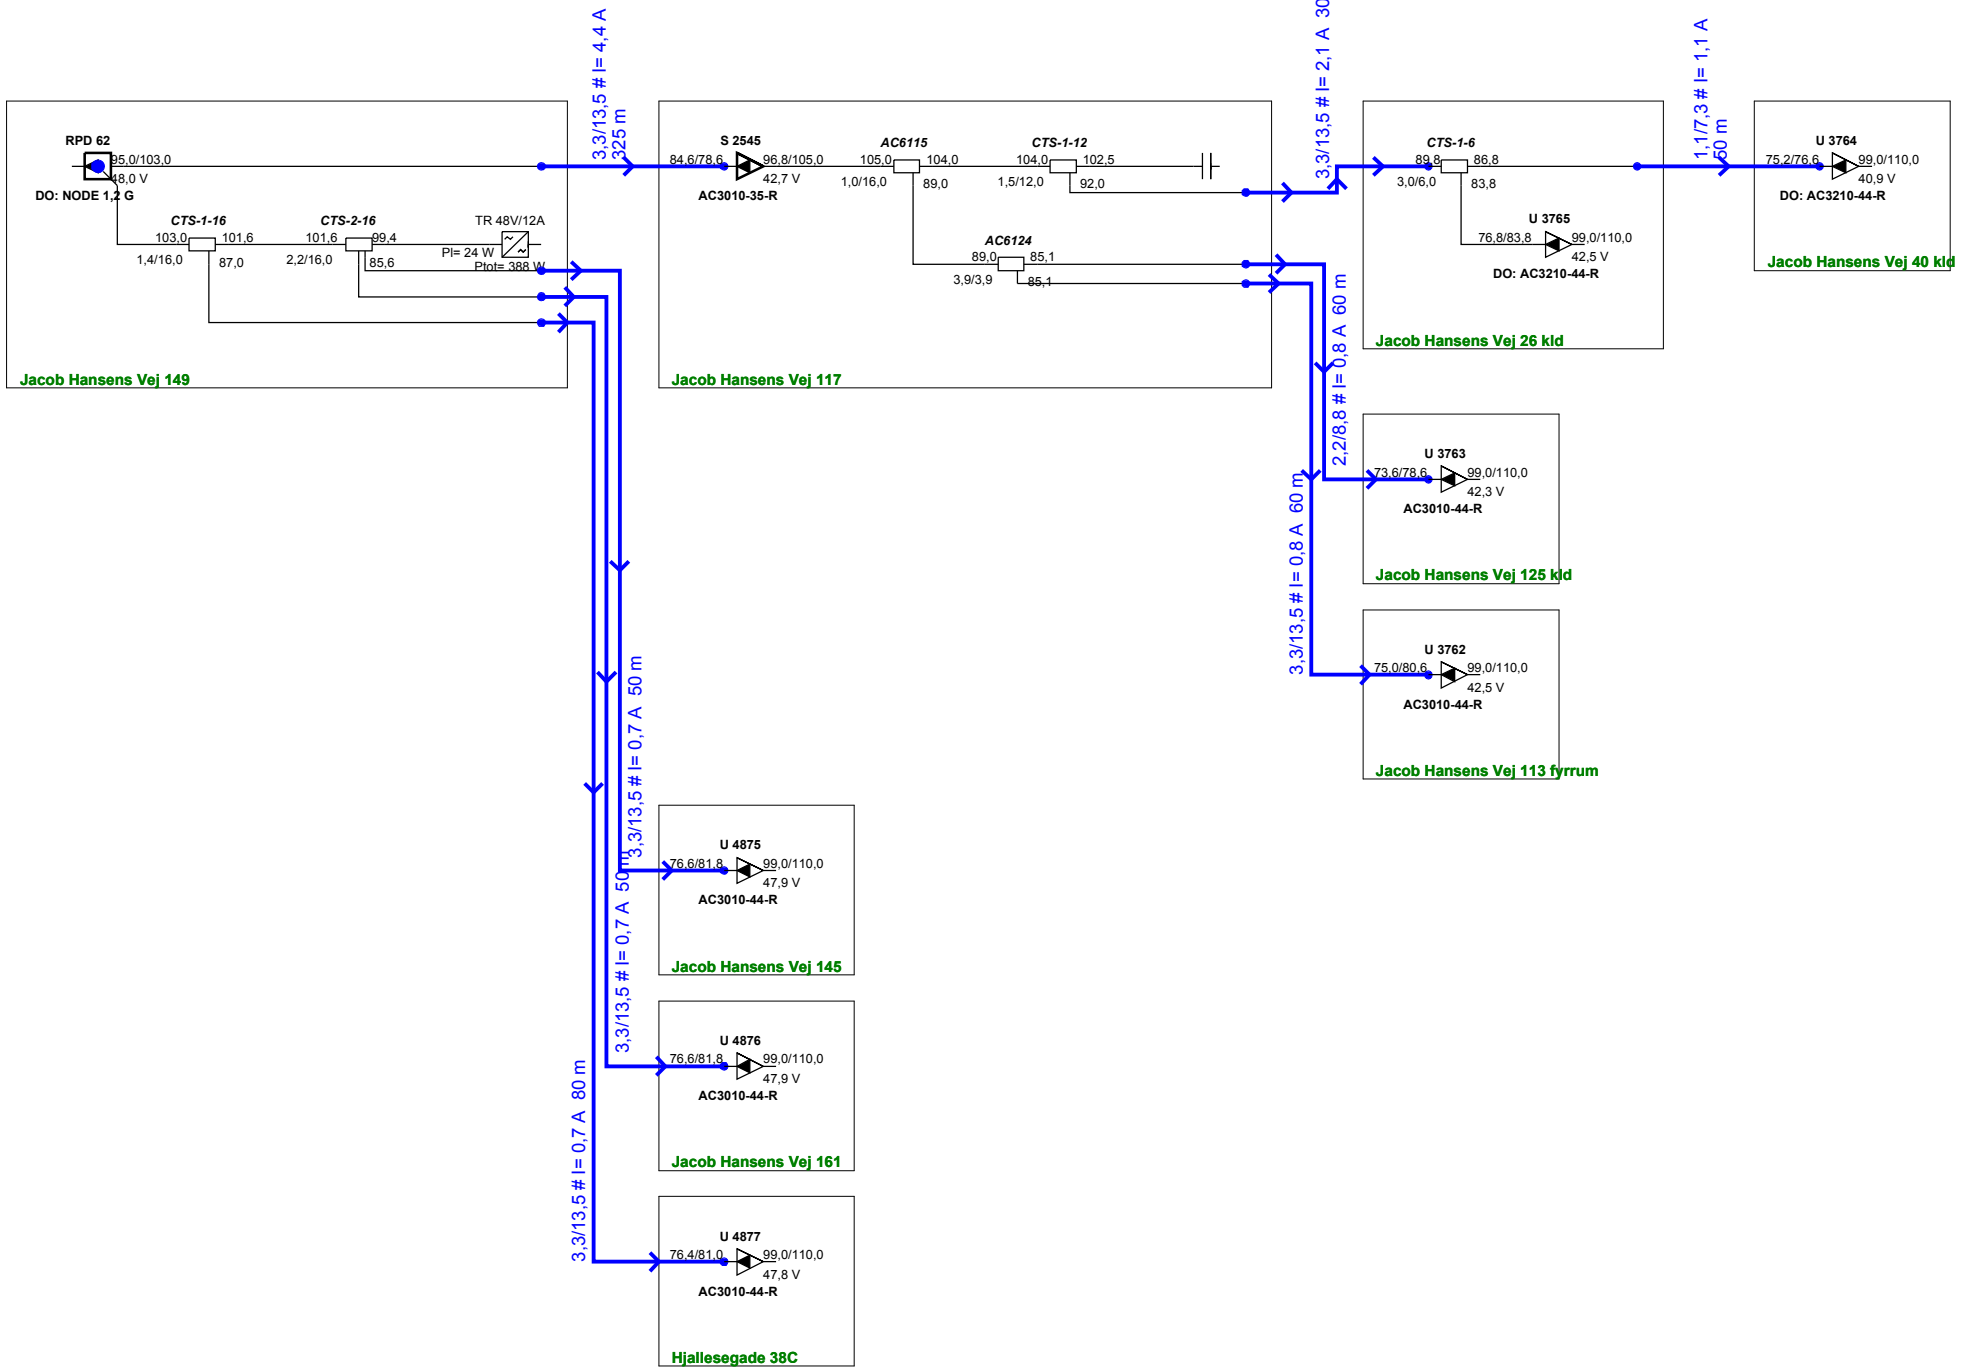 RPD 62
95,0/103,0
48,0 V
DO: NODE 1,2 G
CTS-1-16
103,0
101,6
1,4/16,0
87,0
CTS-2-16
101,6
99,4
2,2/16,0
85,6
TR 48V/12A
Pl= 24 W
Ptot= 388 W
Jacob Hansens Vej 149
3,3/13,5 # I= 4,4 A
325 m
S 2545
84,6/78,6
96,8/105,0
42,7 V
AC3010-35-R
AC6115
105,0
104,0
1,0/16,0
89,0
CTS-1-12
104,0
102,5
1,5/12,0
92,0
AC6124
89,0
85,1
3,9/3,9
85,1
Jacob Hansens Vej 117
3,3/13,5 # I= 2,1 A 30
CTS-1-6
89,8
86,8
3,0/6,0
83,8
U 3765
76,8/83,8
99,0/110,0
42,5 V
DO: AC3210-44-R
Jacob Hansens Vej 26 kld
1,1/7,3 # I= 1,1 A
50 m
U 3764
75,2/76,6
99,0/110,0
40,9 V
DO: AC3210-44-R
Jacob Hansens Vej 40 kld
2,2/8,8 # I= 0,8 A 60 m
U 3763
73,6/78,6
99,0/110,0
42,3 V
AC3010-44-R
Jacob Hansens Vej 125 kld
3,3/13,5 # I= 0,8 A 60 m
U 3762
75,0/80,6
99,0/110,0
42,5 V
AC3010-44-R
Jacob Hansens Vej 113 fyrrum
3,3/13,5 # I= 0,7 A 50 m
U 4875
76,6/81,8
99,0/110,0
47,9 V
AC3010-44-R
Jacob Hansens Vej 145
3,3/13,5 # I= 0,7 A 50 m
U 4876
76,6/81,8
99,0/110,0
47,9 V
AC3010-44-R
Jacob Hansens Vej 161
3,3/13,5 # I= 0,7 A 80 m
U 4877
76,4/81,0
99,0/110,0
47,8 V
AC3010-44-R
Hjallesegade 38C